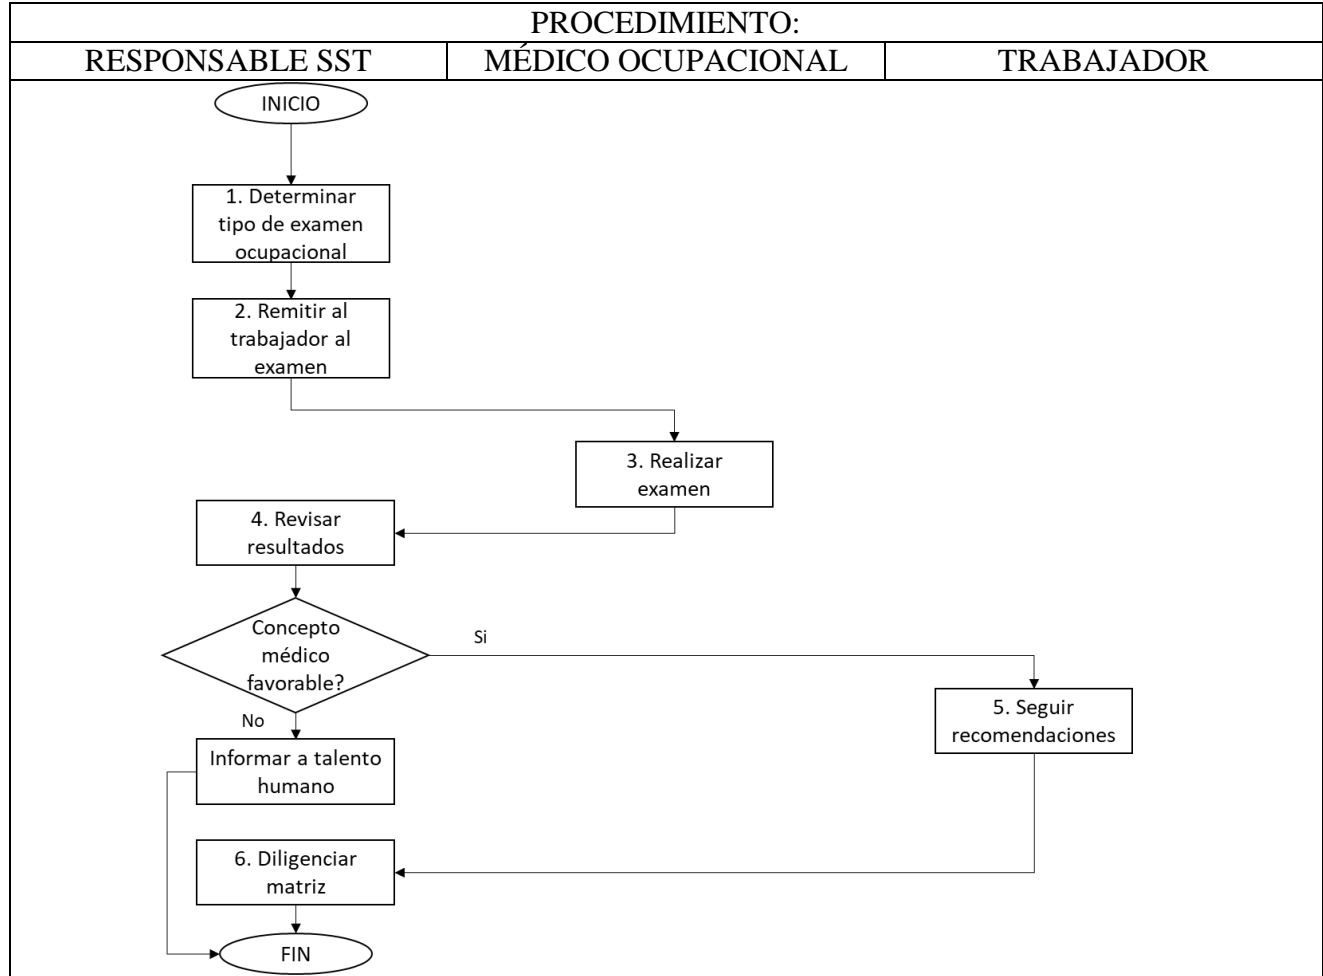 PROCEDIMIENTO:
RESPONSABLE SST
MÉDICO OCUPACIONAL
TRABAJADOR
INICIO
1. Determinar
tipo de examen
ocupacional
2. Remitir al
trabajador al
examen
3. Realizar
examen
4. Revisar
resultados
Concepto
médico
favorable?
Si
No
5. Seguir
recomendaciones
Informar a talento
humano
6. Diligenciar
matriz
FIN